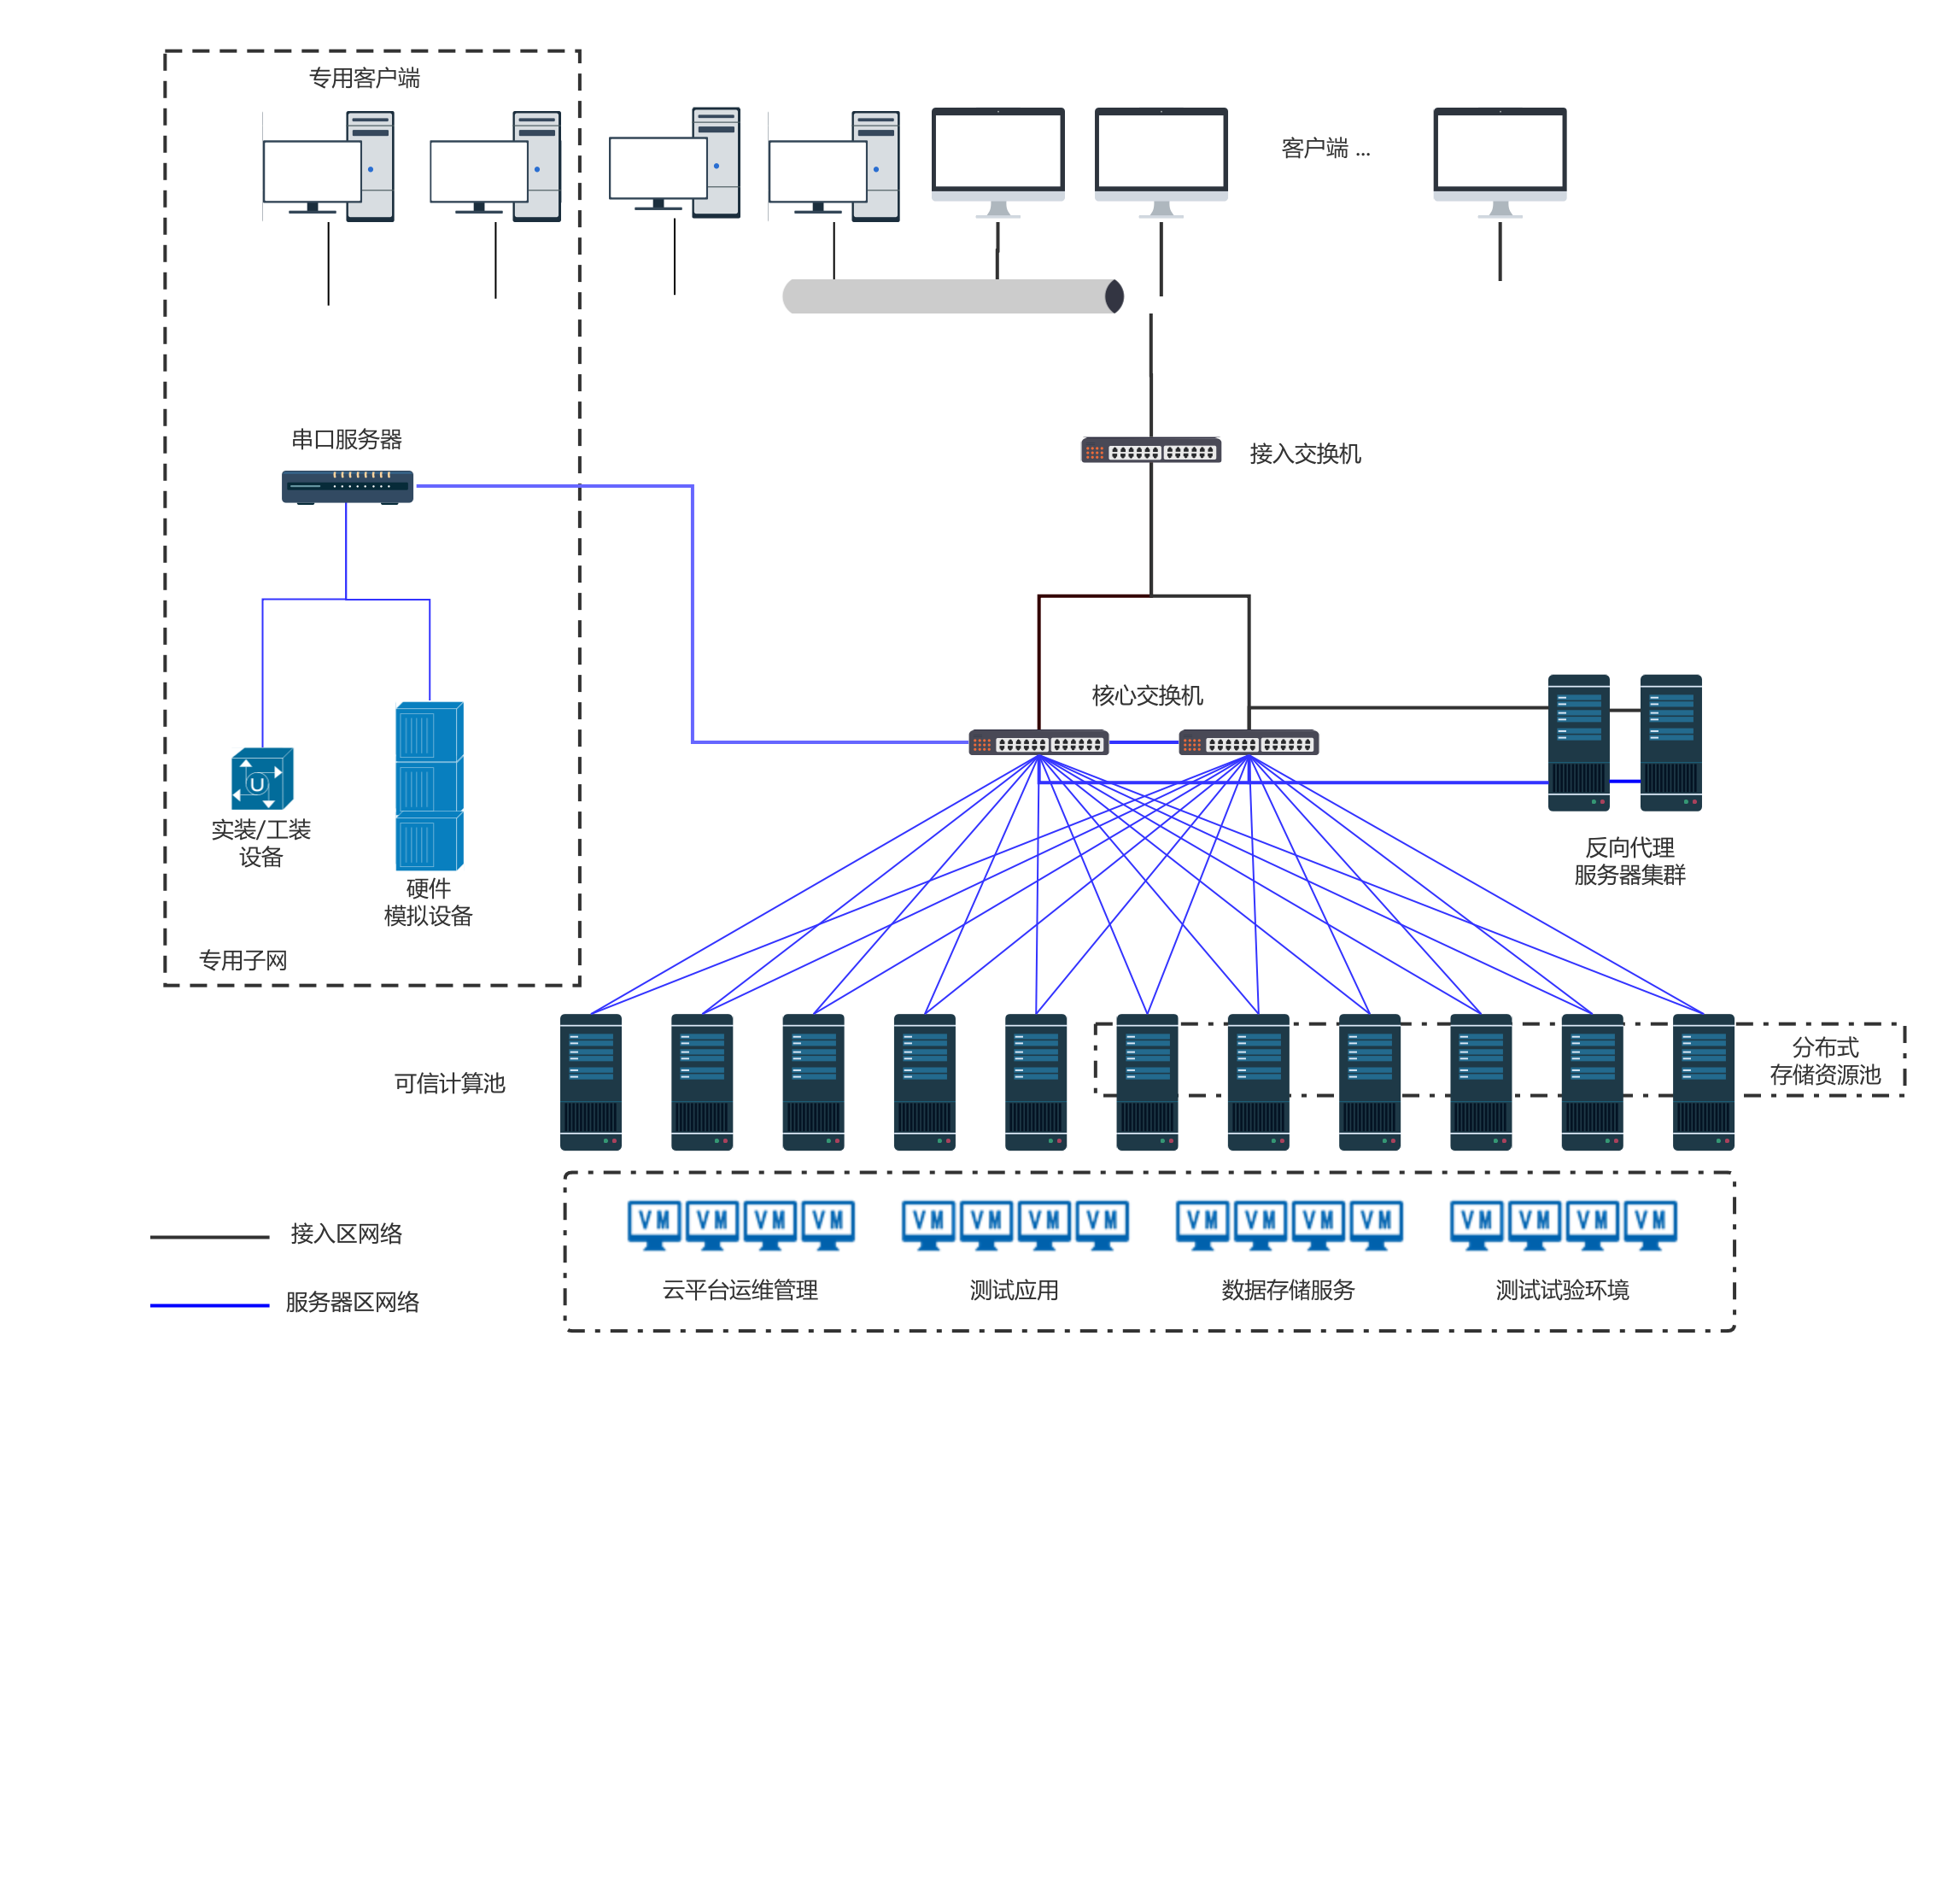 专用客户端
客户端 ...
串口服务器
接入交换机
核心交换机
U
实装/工装
设备
硬件
模拟设备
反向代理
服务器集群
专用子网
分布式
存储资源池
可信计算池
VM VM VM VM VM VM VM VM VM VM VM VM VM VM VM VM
接入区网络
云平台运维管理
测试应用
数据存储服务
测试试验环境
服务器区网络